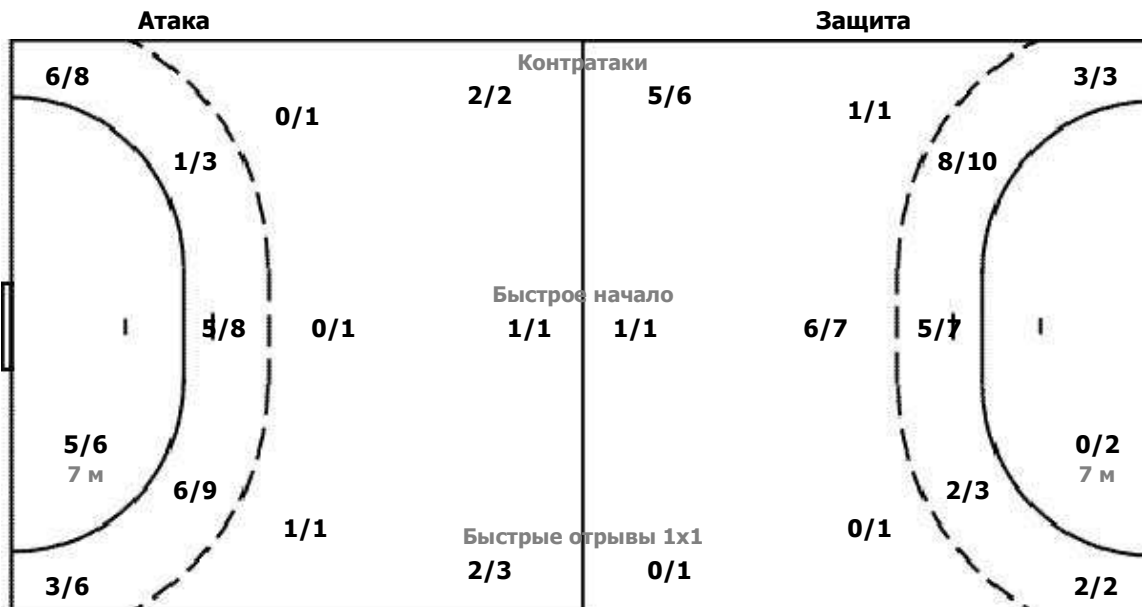 Атака Защита
Контратаки
6/8 3/3
2/2 5/6
0/1 1/1
1/3 8/10
Быстрое начало
5/8 0/1 1/1 1/1 6/7 5/7
5/6 0/2
7 м 7 м
6/9 2/3
1/1 0/1
Быстрые отрывы 1x1
2/3 0/1
3/6 2/2